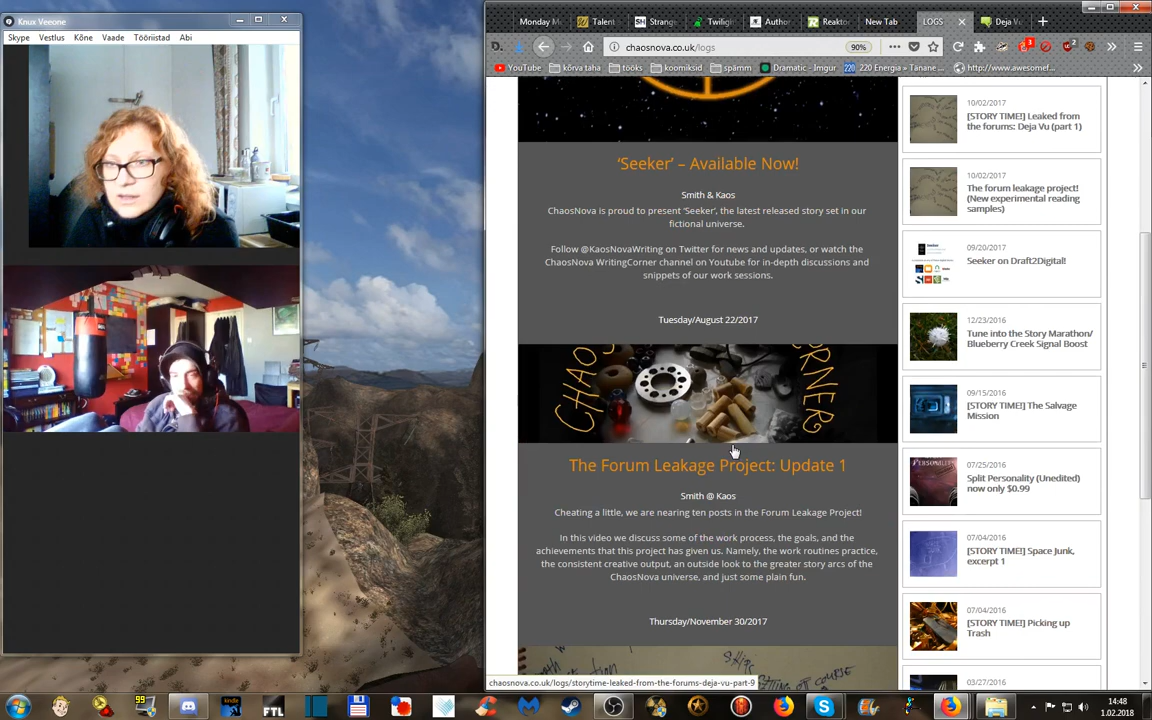 Knux Veeone
Skype Vestlus Kõne Vaade Tööriistad Abi
Monday M
Talent
Strange
Twiligh
Author
Reaktor
New Tab
LOGS
Deja Vu
chaosnova.co.uk/logs
90%
YouTube kõrva taha tööks koomiksid spämm Dramatic - Imgur 220 Energia » Tänane ... http://www.awesomef...
'Seeker' – Available Now!
Smith & Kaos
ChaosNova is proud to present 'Seeker', the latest released story set in our
fictional universe.
Follow @KaosNovaWriting on Twitter for news and updates, or watch the
ChaosNova WritingCorner channel on Youtube for in-depth discussions and
snippets of our work sessions.
Tuesday/August 22/2017
The Forum Leakage Project: Update 1
Smith @ Kaos
Cheating a little, we are nearing ten posts in the Forum Leakage Project!
In this video we discuss some of the work process, the goals, and the
achievements that this project has given us. Namely, the work routines practice,
the consistent creative output, an outside look to the greater story arcs of the
ChaosNova universe, and just some plain fun.
Thursday/November 30/2017
chaosnova.co.uk/logs/storytime-leaked-from-the-forums-deja-vu-part-9
10/02/2017
[STORY TIME!] Leaked
from the
forums: Deja Vu (part 1)
10/02/2017
The forum leakage project!
(New experimental reading
samples)
09/20/2017
Seeker on Draft2Digital!
12/23/2016
Tune into the Story Marathon/
Blueberry Creek Signal Boost
09/15/2016
[STORY TIME!] The Salvage
Mission
07/25/2016
Split Personality (Unedited)
now only $0.99
07/04/2016
[STORY TIME!] Space Junk,
excerpt 1
07/04/2016
[STORY TIME!] Picking up
Trash
03/27/2016
99
kindle
FTL
14:48
1.02.2018